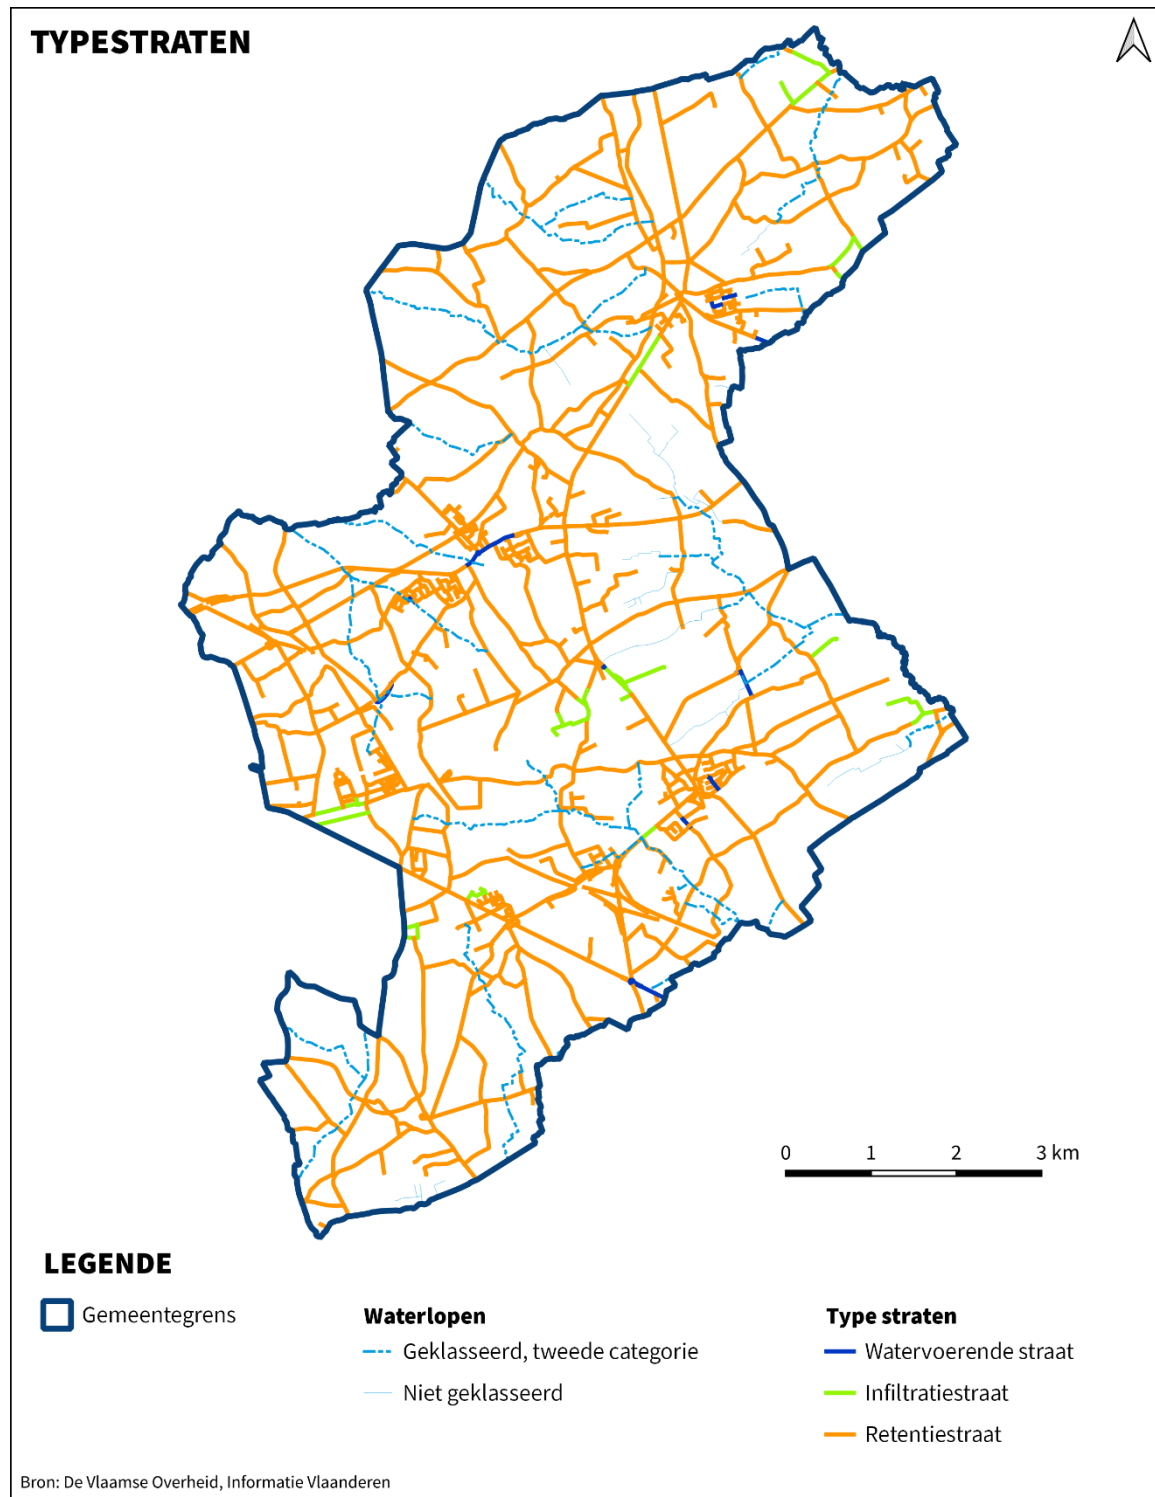 TYPESTRATEN
0 1 2 3 km
LEGENDE
Gemeentegrens
Waterlopen
Geklasseerd, tweede categorie
Niet geklasseerd
Type straten
Watervoerende straat
Infiltratiestraat
Retentiestraat
Bron: De Vlaamse Overheid, Informatie Vlaanderen